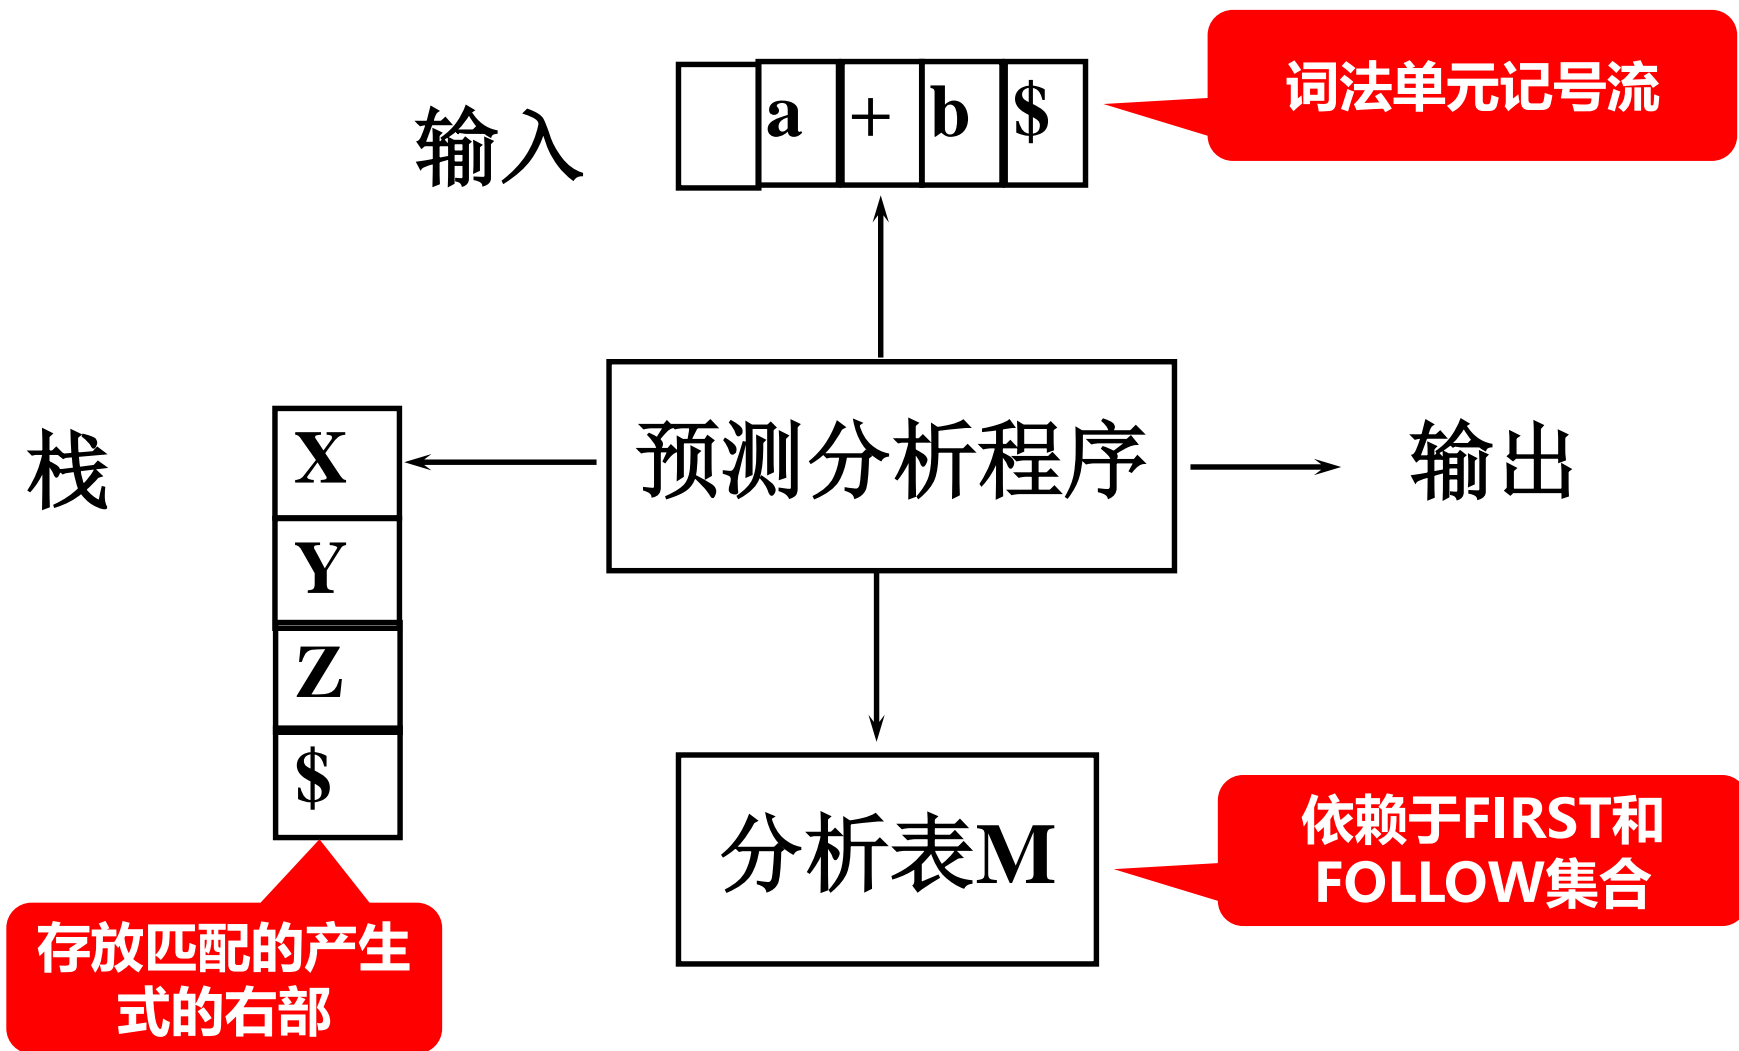 词法单元记号流
输入
a + b $
栈
X
预测分析程序
输出
Y
Z
$
分析表M
依赖于FIRST和
FOLLOW集合
存放匹配的产生
式的右部